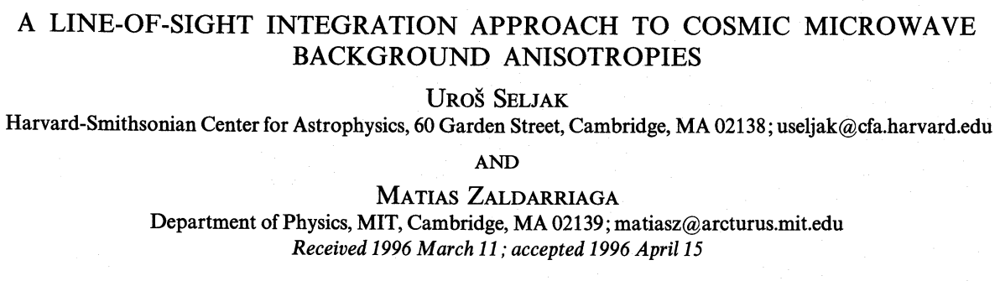 A LINE-OF-SIGHT INTEGRATION APPROACH TO COSMIC MICROWAVE
BACKGROUND ANISOTROPIES
UROŠ SELJAK
Harvard-Smithsonian Center for Astrophysics, 60 Garden Street, Cambridge, MA 02138; useljak@cfa.harvard.edu
AND
MATIAS ZALDARRIAGA
Department of Physics, MIT, Cambridge, MA 02139; matiasz@arcturus.mit.edu
Received 1996 March 11; accepted 1996 April 15